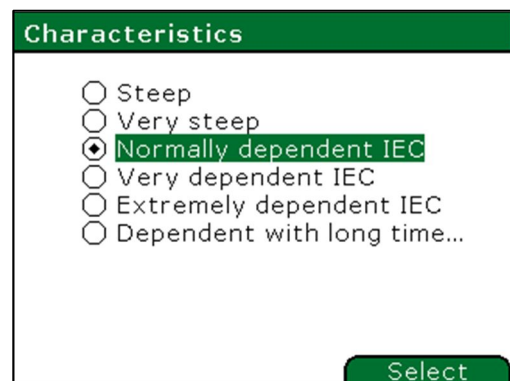 Characteristics
Steep
Very steep
Normally dependent IEC
Very dependent IEC
Extremely dependent IEC
Dependent with long time...
Select